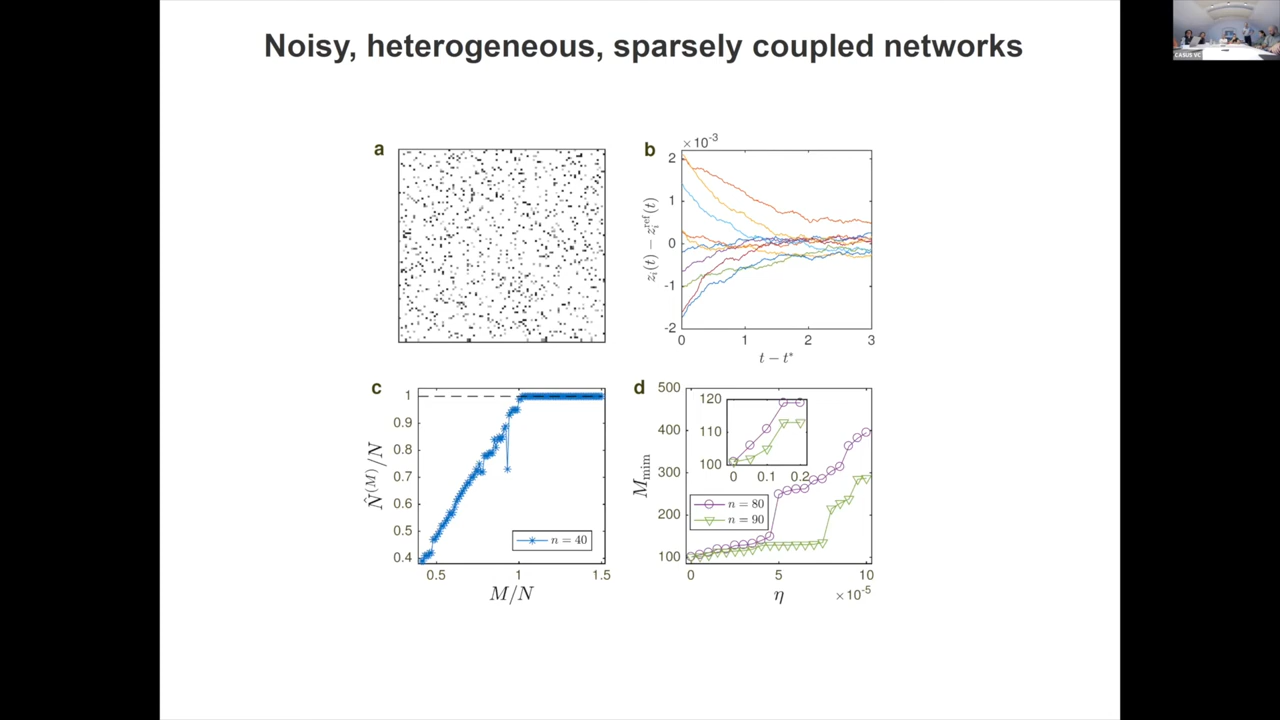 Noisy, heterogeneous, sparsely coupled networks
CASUS VC
a
b
×10⁻³
2
1
0
-1
-2
z_i(t) − z_i^ref(t)
0 1 2 3
t − t*
c
1
0.9
0.8
0.7
0.6
0.5
0.4
N̂^(M)/N
n = 40
0.5 1 1.5
M/N
d
500
400
300
200
100
M_mim
120
110
100
0 0.1 0.2
n = 80
n = 90
0 5 10
η
×10⁻⁵